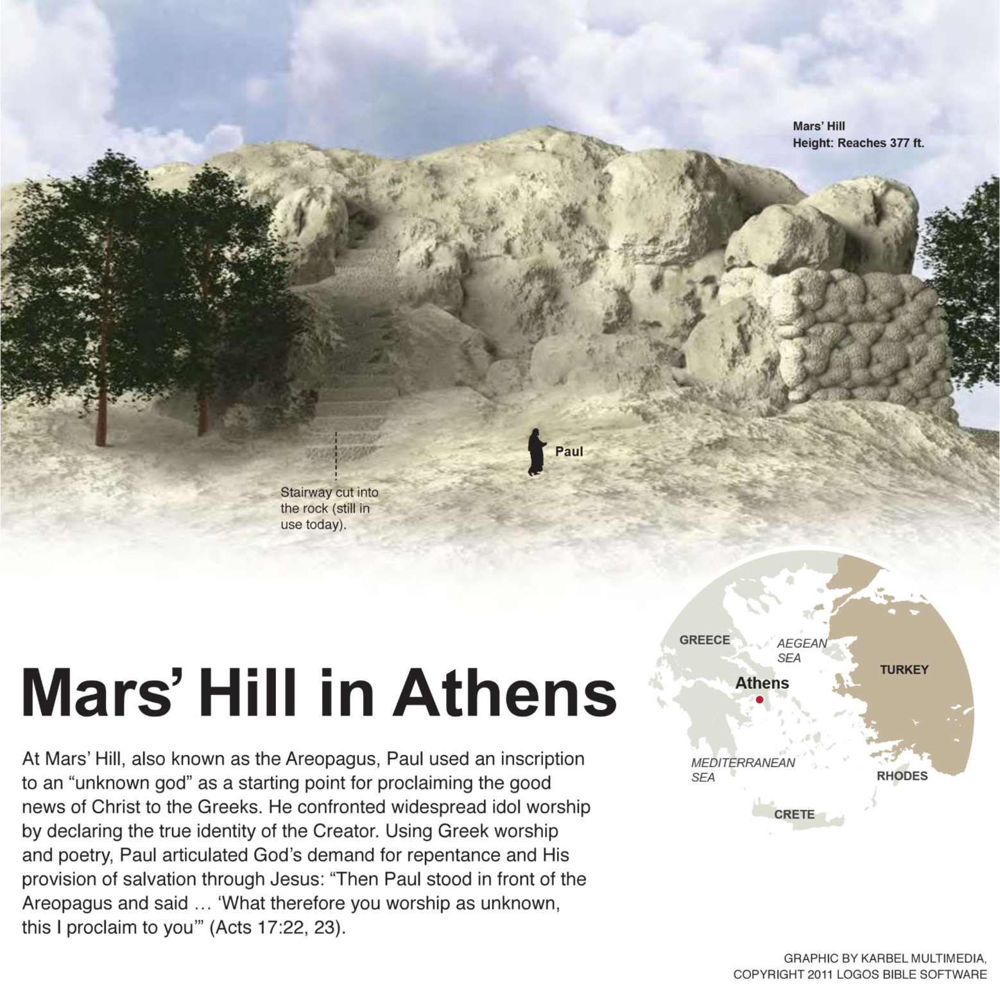 Mars’ Hill
Height: Reaches 377 ft.
Paul
Stairway cut into
the rock (still in
use today).
GREECE
AEGEAN
SEA
TURKEY
Athens
MEDITERRANEAN
SEA
RHODES
CRETE
Mars’ Hill in Athens
At Mars’ Hill, also known as the Areopagus, Paul used an inscription
to an “unknown god” as a starting point for proclaiming the good
news of Christ to the Greeks. He confronted widespread idol worship
by declaring the true identity of the Creator. Using Greek worship
and poetry, Paul articulated God’s demand for repentance and His
provision of salvation through Jesus: “Then Paul stood in front of the
Areopagus and said … ‘What therefore you worship as unknown,
this I proclaim to you’” (Acts 17:22, 23).
GRAPHIC BY KARBEL MULTIMEDIA,
COPYRIGHT 2011 LOGOS BIBLE SOFTWARE